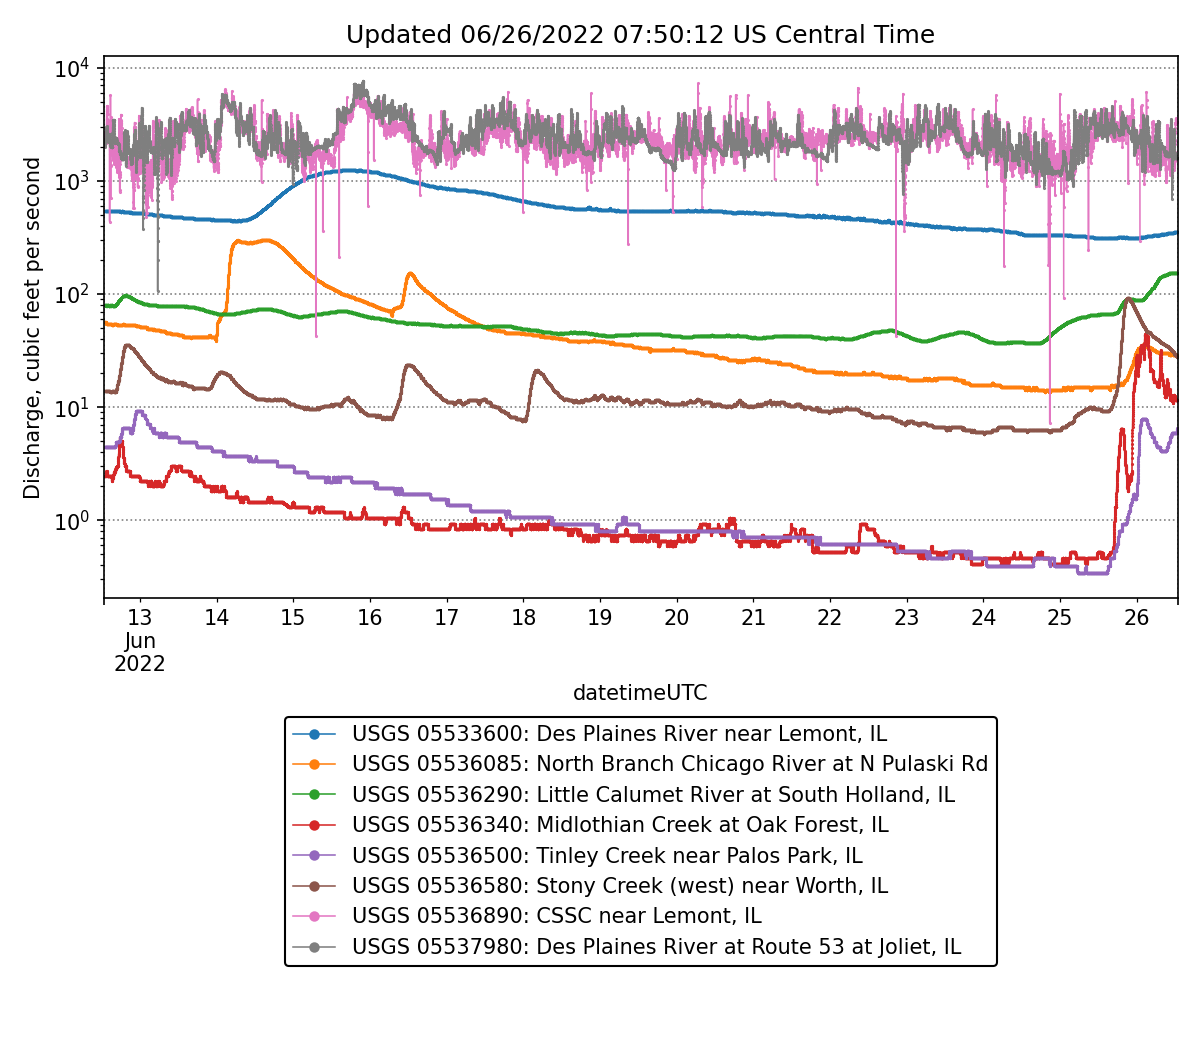 Updated 06/26/2022 07:50:12 US Central Time
Discharge, cubic feet per second
10^4
10^3
10^2
10^1
10^0
13 14 15 16 17 18 19 20 21 22 23 24 25 26
Jun
2022
datetimeUTC
USGS 05533600: Des Plaines River near Lemont, IL
USGS 05536085: North Branch Chicago River at N Pulaski Rd
USGS 05536290: Little Calumet River at South Holland, IL
USGS 05536340: Midlothian Creek at Oak Forest, IL
USGS 05536500: Tinley Creek near Palos Park, IL
USGS 05536580: Stony Creek (west) near Worth, IL
USGS 05536890: CSSC near Lemont, IL
USGS 05537980: Des Plaines River at Route 53 at Joliet, IL